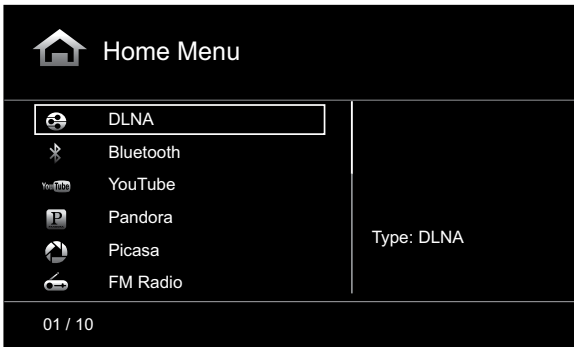 Home Menu
DLNA
Bluetooth
YouTube
YouTube
P
Pandora
Picasa
FM Radio
Type: DLNA
01 / 10